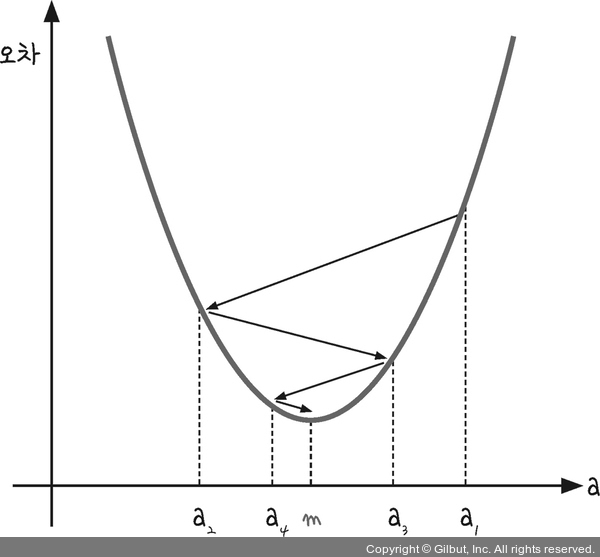 오차
a
a₂ a₄ m a₃ a₁
Copyright © Gilbut, Inc. All rights reserved.